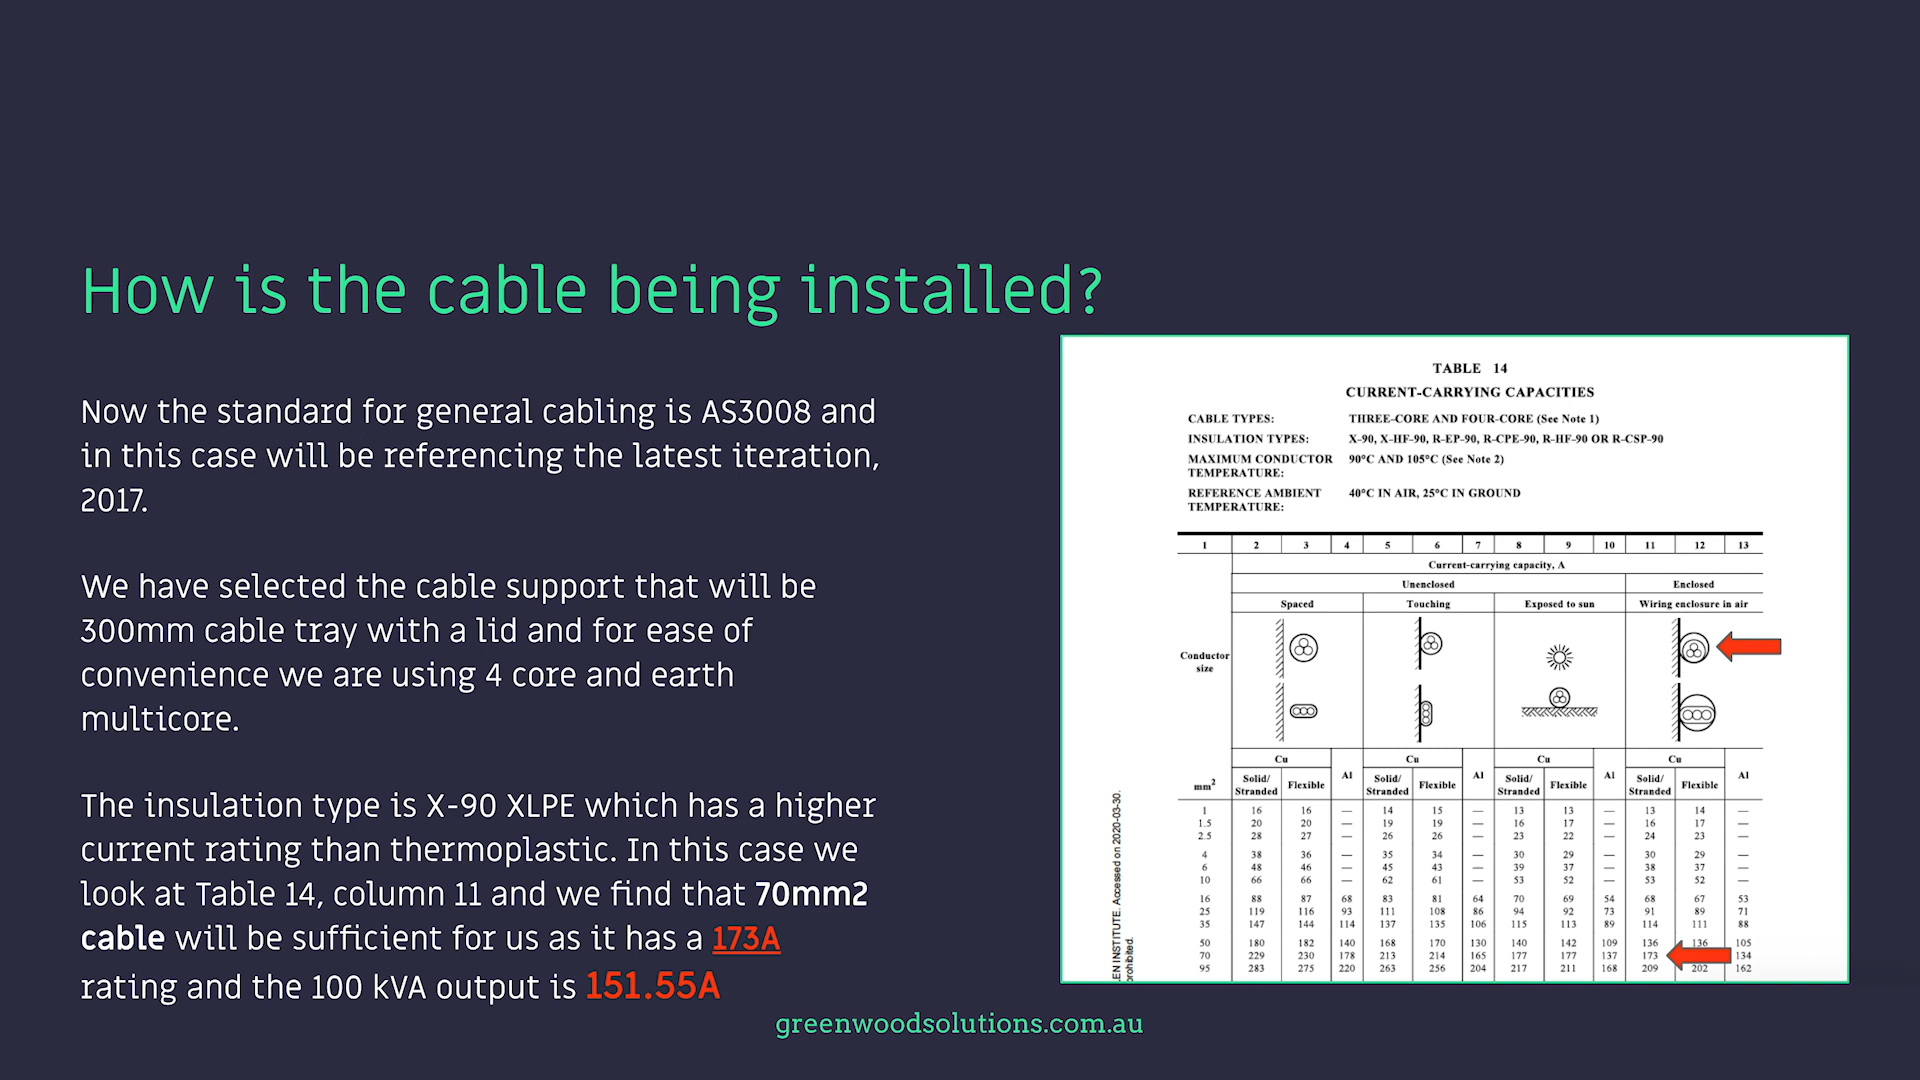 How is the cable being installed?
Now the standard for general cabling is AS3008 and
in this case will be referencing the latest iteration,
2017.
We have selected the cable support that will be
300mm cable tray with a lid and for ease of
convenience we are using 4 core and earth
multicore.
The insulation type is X-90 XLPE which has a higher
current rating than thermoplastic. In this case we
look at Table 14, column 11 and we find that 70mm2
cable will be sufficient for us as it has a 173A
rating and the 100 kVA output is 151.55A
TABLE 14
CURRENT-CARRYING CAPACITIES
CABLE TYPES: THREE-CORE AND FOUR-CORE (See Note 1)
INSULATION TYPES: X-90, X-HF-90, R-EP-90, R-CPE-90, R-HF-90 OR R-CSP-90
MAXIMUM CONDUCTOR TEMPERATURE: 90°C AND 105°C (See Note 2)
REFERENCE AMBIENT TEMPERATURE: 40°C IN AIR, 25°C IN GROUND
1 2 3 4 5 6 7 8 9 10 11 12 13
Current-carrying capacity, A
Unenclosed Enclosed
Spaced Touching Exposed to sun Wiring enclosure in air
Conductor
size
Cu Cu Cu Cu
mm² Solid/Stranded Flexible Al Solid/Stranded Flexible Al Solid/Stranded Flexible Al Solid/Stranded Flexible Al
1 16 16 — 14 15 — 13 13 — 13 14 —
1.5 20 20 — 19 19 — 16 17 — 16 17 —
2.5 28 27 — 26 26 — 23 22 — 24 23 —
4 38 36 — 35 34 — 30 29 — 30 29 —
6 48 46 — 45 43 — 39 37 — 38 37 —
10 66 66 — 62 61 — 53 52 — 53 52 —
16 88 87 68 83 81 64 70 69 54 68 67 53
25 119 116 93 111 108 86 94 92 73 91 89 71
35 147 144 114 137 135 106 115 113 89 114 111 88
50 180 182 140 168 170 130 140 142 109 136 136 105
70 229 230 178 213 214 165 177 177 137 173 134
95 283 275 220 263 256 204 217 211 168 209 202 162
LEN INSTITUTE. Accessed on 2020-03-30.
rohibited.
greenwoodsolutions.com.au